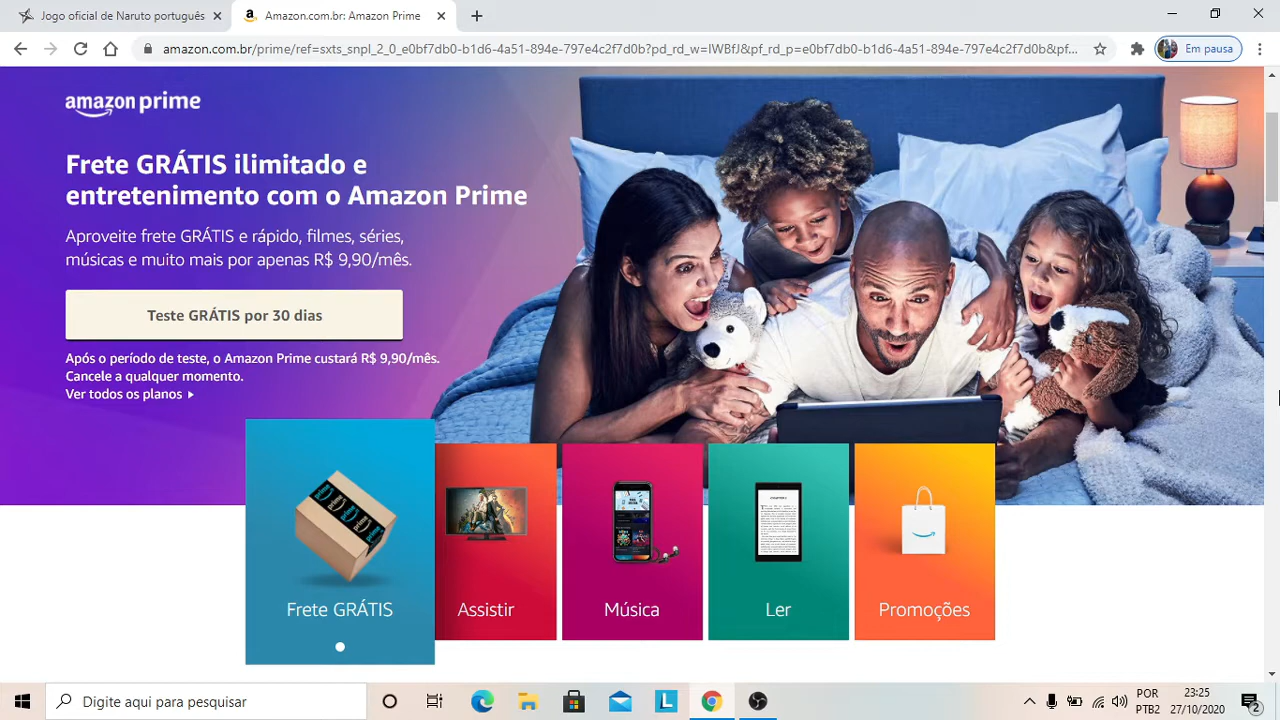 Jogo oficial de Naruto português
Amazon.com.br: Amazon Prime
amazon.com.br/prime/ref=sxts_snpl_2_0_e0bf7db0-b1d6-4a51-894e-797e4c2f7d0b?pd_rd_w=IWBfJ&pf_rd_p=e0bf7db0-b1d6-4a51-894e-797e4c2f7d0b&pf...
Em pausa
amazon prime
Frete GRÁTIS ilimitado e
entretenimento com o Amazon Prime
Aproveite frete GRÁTIS e rápido, filmes, séries,
músicas e muito mais por apenas R$ 9,90/mês.
Teste GRÁTIS por 30 dias
Após o período de teste, o Amazon Prime custará R$ 9,90/mês.
Cancele a qualquer momento.
Ver todos os planos
Frete GRÁTIS
Assistir
Música
Ler
Promoções
Digite aqui para pesquisar
POR
PTB2
23:25
27/10/2020
2